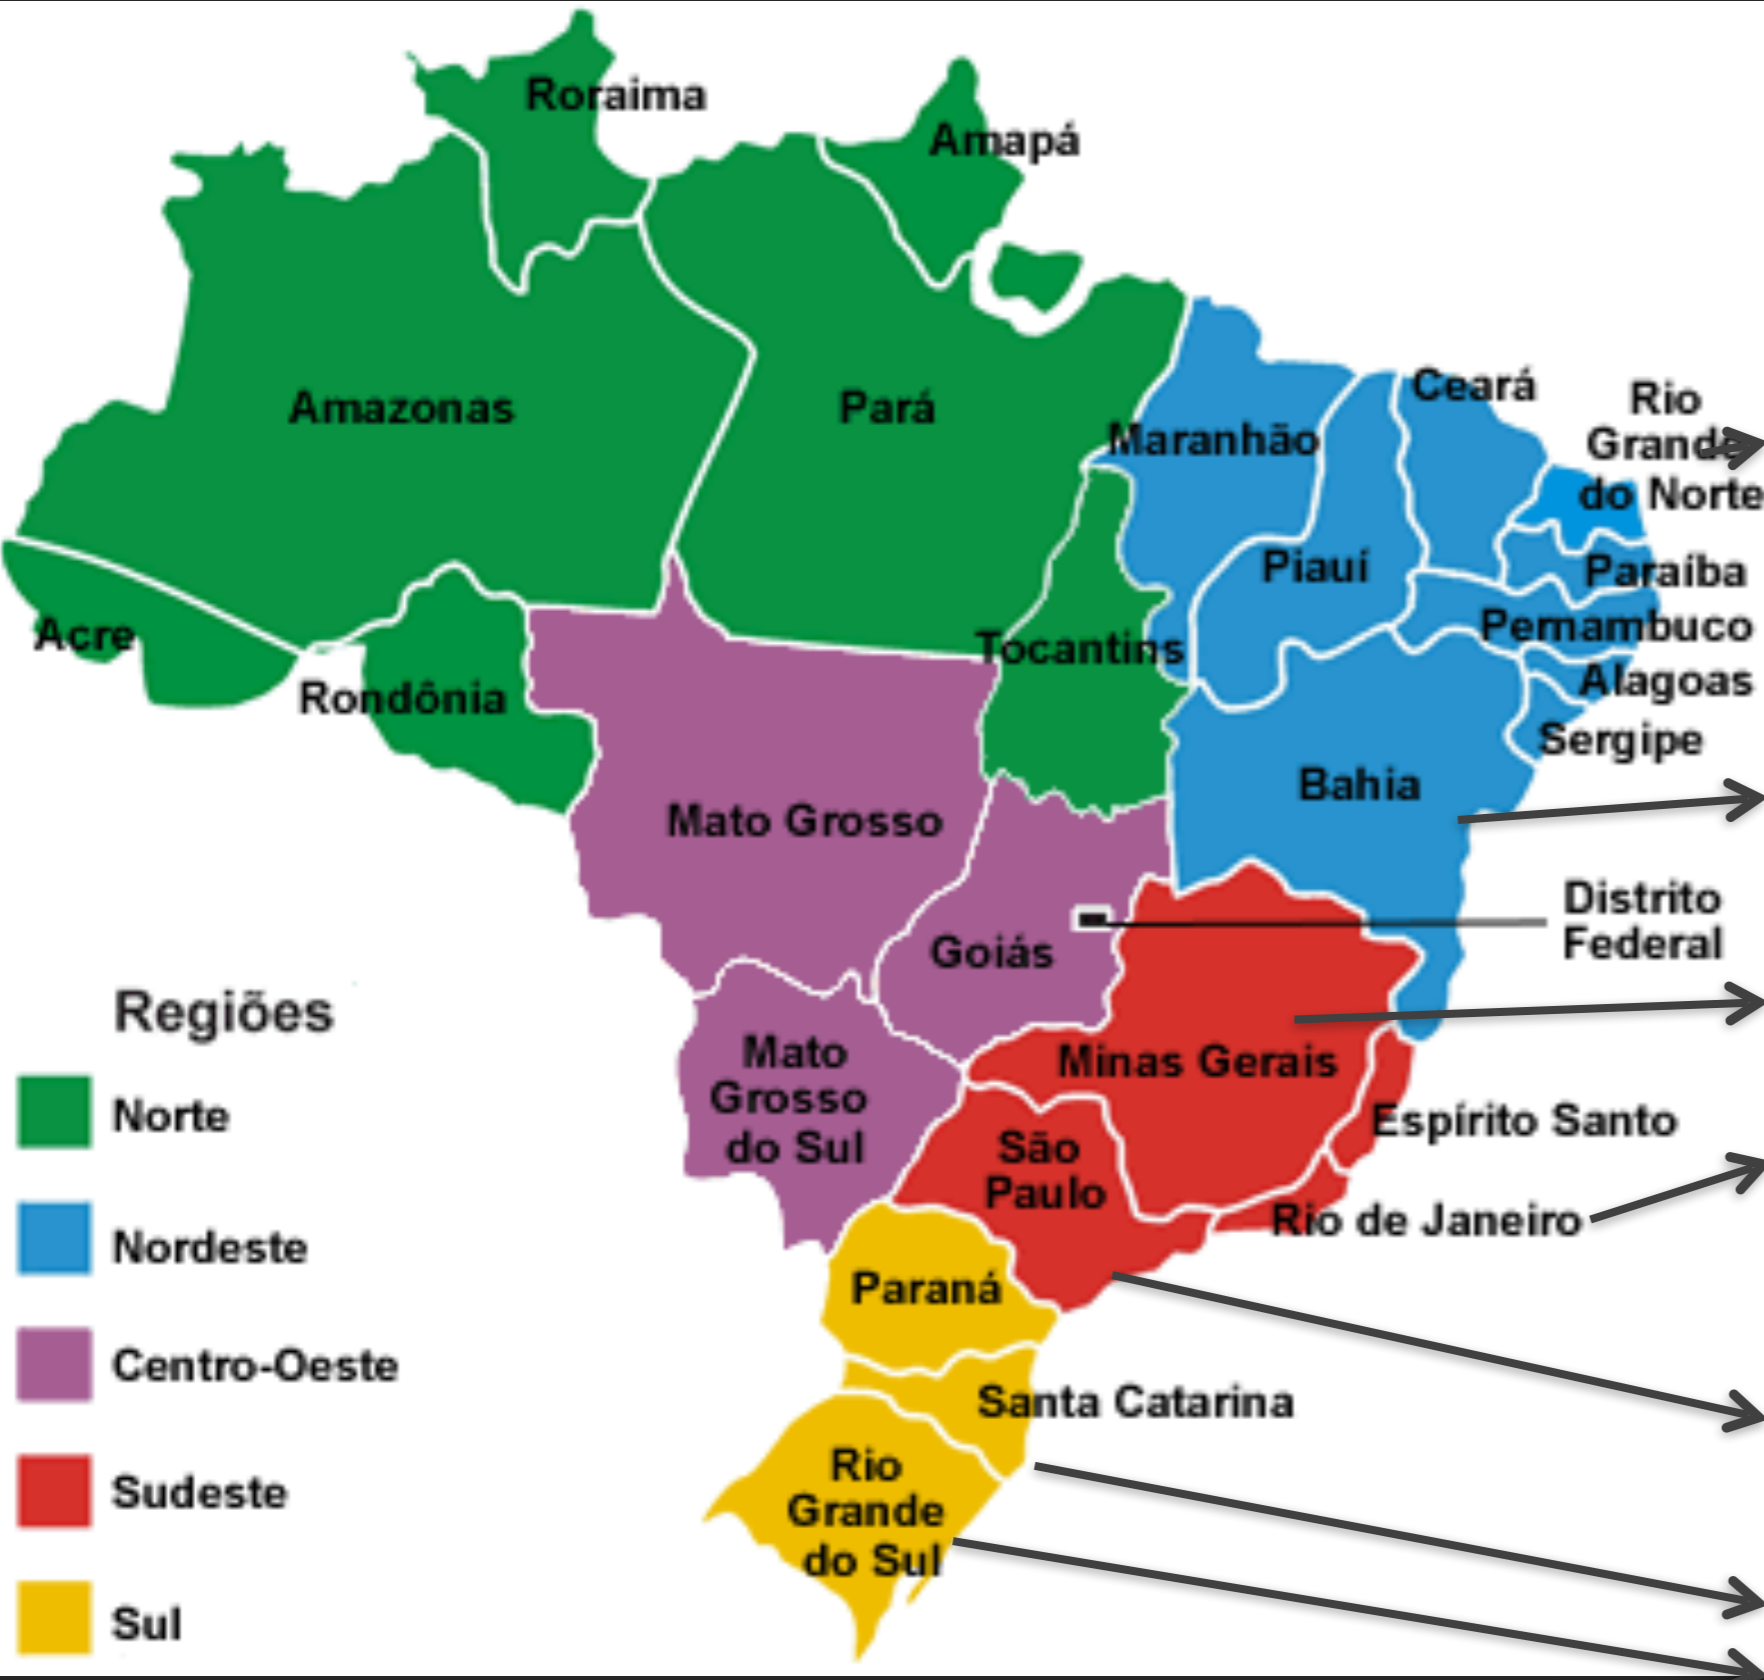 Roraima
Amapá
Amazonas
Pará
Maranhão
Ceará
Rio
Grande
do Norte
Piauí
Paraíba
Pernambuco
Alagoas
Sergipe
Acre
Rondônia
Tocantins
Bahia
Mato Grosso
Distrito
Federal
Goiás
Mato
Grosso
do Sul
Minas Gerais
Espírito Santo
São
Paulo
Rio de Janeiro
Paraná
Santa Catarina
Rio
Grande
do Sul
Regiões
Norte
Nordeste
Centro-Oeste
Sudeste
Sul